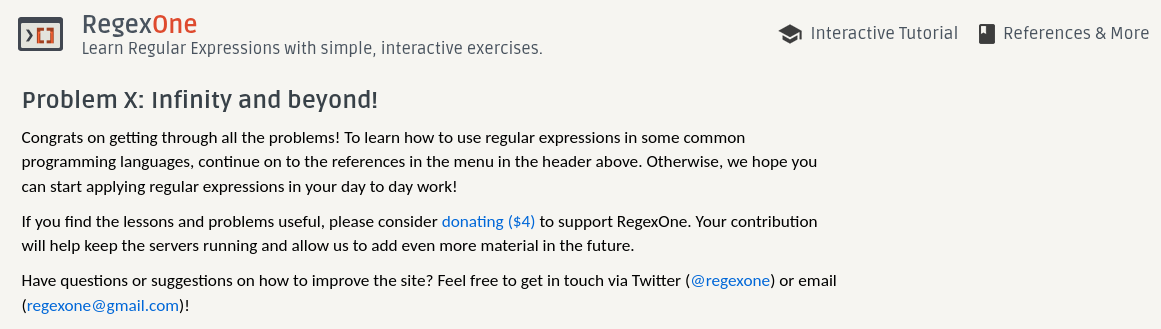 RegexOne
Learn Regular Expressions with simple, interactive exercises.
Interactive Tutorial
References & More
Problem X: Infinity and beyond!
Congrats on getting through all the problems! To learn how to use regular expressions in some common
programming languages, continue on to the references in the menu in the header above. Otherwise, we hope you
can start applying regular expressions in your day to day work!
If you find the lessons and problems useful, please consider donating ($4) to support RegexOne. Your contribution
will help keep the servers running and allow us to add even more material in the future.
Have questions or suggestions on how to improve the site? Feel free to get in touch via Twitter (@regexone) or email
(regexone@gmail.com)!